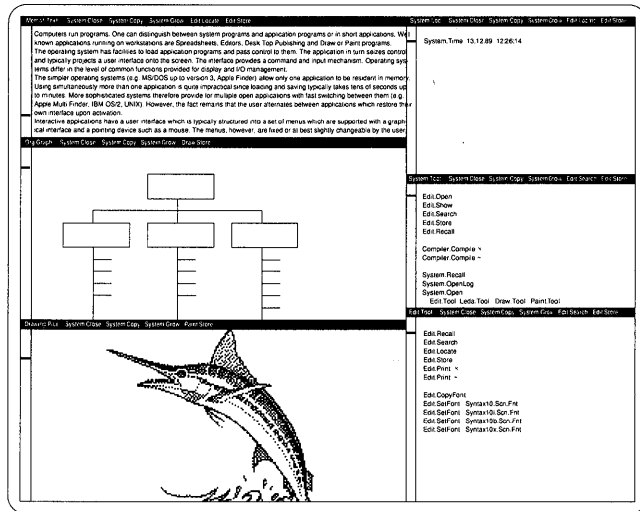 System.Close System.Copy System.Grow Edit.Locate Edit.Store
Computers run programs. One can distinguish between system programs and application programs or in short applications. Well
known applications running on workstations are Spreadsheets, Editors, Desk Top Publishing and Draw or Paint programs.
The operating system has facilities to load application programs and pass control to them. The application in turn seizes control
and typically projects a user interface onto the screen. The interface provides a command and input mechanism. Operating sys-
tems differ in the level of common functions provided for display and I/O management.
The simpler operating systems (e.g. MS/DOS up to version 3, Apple Finder) allow only one application to be resident in memory.
Using simultaneously more than one application is quite impractical since loading and saving typically takes tens of seconds up
to minutes. More sophisticated systems therefore provide for multiple open applications with fast switching between them (e.g.
Apple Multi Finder, IBM OS/2, UNIX). However, the fact remains that the user alternates between applications which restore their
own interface upon activation.
Interactive applications have a user interface which is typically structured into a set of menus which are supported with a graph-
ical interface and a pointing device such as a mouse. The menus, however, are fixed or at best slightly changeable by the user
Org.Graph System.Close System.Copy System.Grow Draw.Store
System.Close System.Copy System.Grow Paint.Store
System.Close System.Copy System.Grow Edit.Locate Edit.Store
System.Time 13.12.89 12:26:14
System.Tool System.Close System.Copy System.Grow Edit.Search Edit.Store
Edit.Open
Edit.Show
Edit.Search
Edit.Store
Edit.Recall
Compiler.Compile
Compiler.Compile ~
System.Recall
System.OpenLog
System.Open
Edit.Tool Leda.Tool Draw.Tool Paint.Tool
Edit.Tool System.Close System.Copy System.Grow Edit.Search Edit.Store
Edit.Recall
Edit.Search
Edit.Locate
Edit.Store
Edit.Print
Edit.Print ~
Edit.CopyFont
Edit.SetFont Syntax10.Scn.Fnt
Edit.SetFont Syntax10i.Scn.Fnt
Edit.SetFont Syntax10b.Scn.Fnt
Edit.SetFont Syntax10x.Scn.Fnt